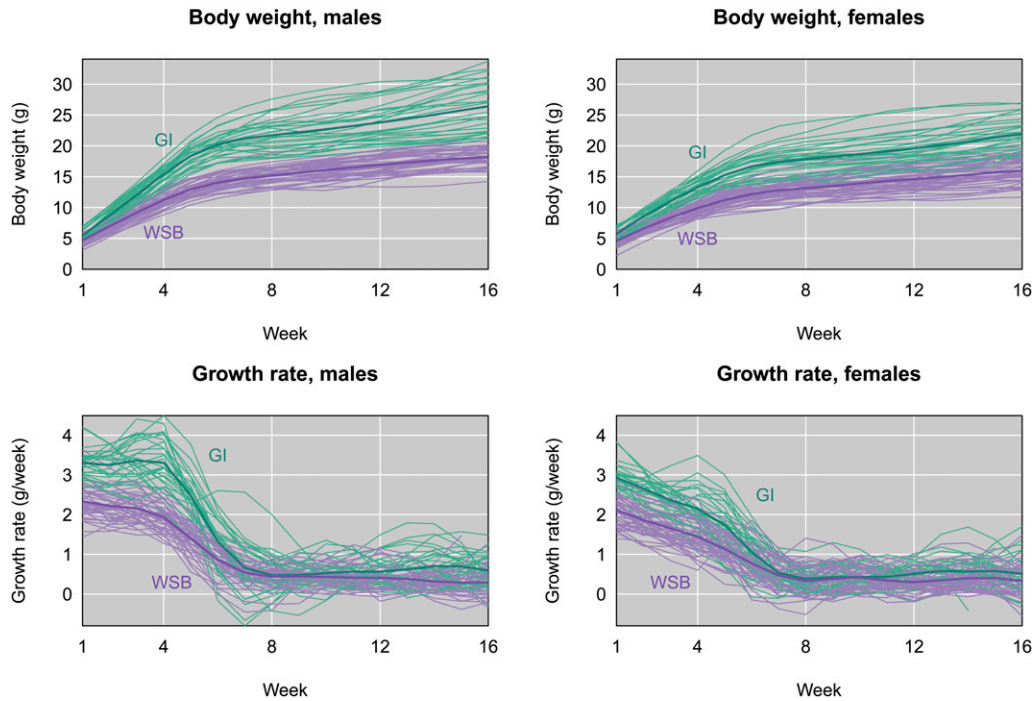 Body weight, males
Body weight (g)
30
25
20
15
10
5
0
GI
WSB
1 4 8 12 16
Week
Body weight, females
Body weight (g)
30
25
20
15
10
5
0
GI
WSB
1 4 8 12 16
Week
Growth rate, males
Growth rate (g/week)
4
3
2
1
0
GI
WSB
1 4 8 12 16
Week
Growth rate, females
Growth rate (g/week)
4
3
2
1
0
GI
WSB
1 4 8 12 16
Week